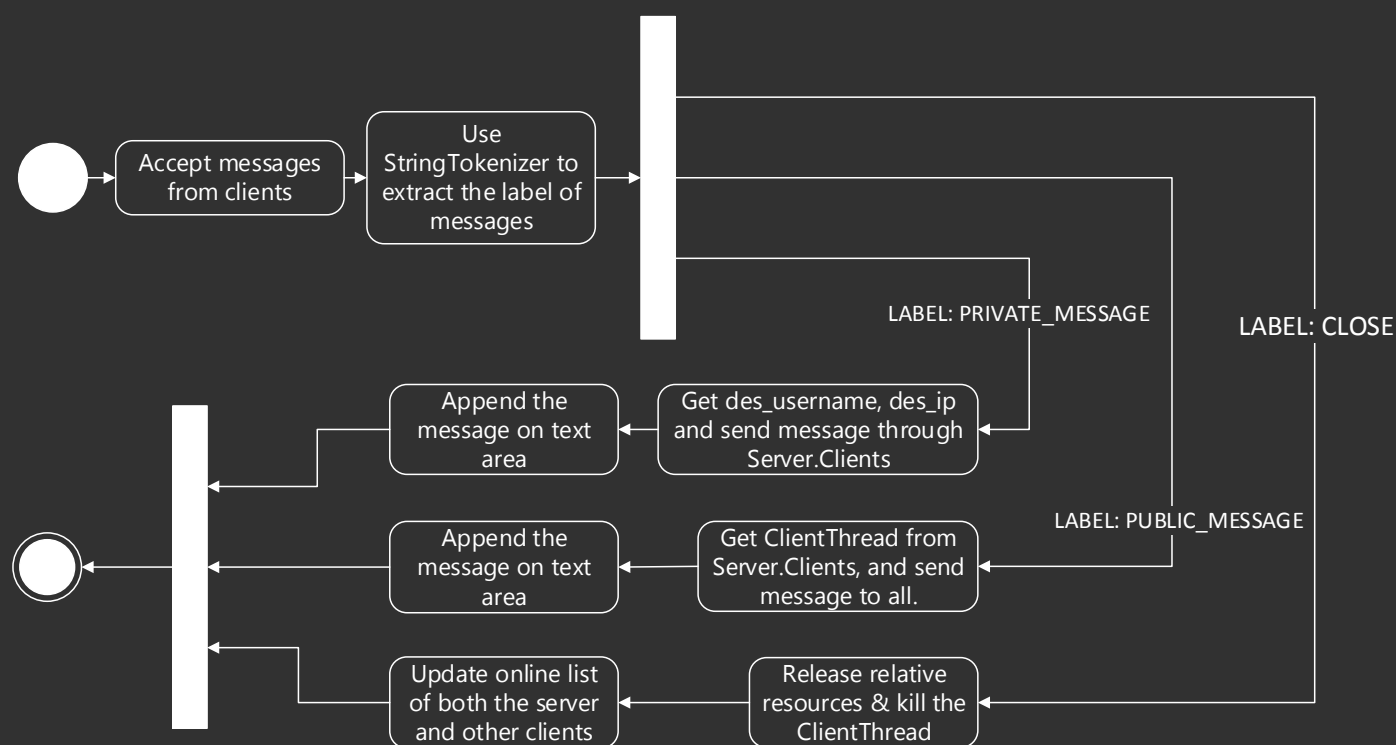 Accept messages
from clients
Use
StringTokenizer to
extract the label of
messages
LABEL: PRIVATE_MESSAGE
LABEL: CLOSE
Append the
message on text
area
Get des_username, des_ip
and send message through
Server.Clients
LABEL: PUBLIC_MESSAGE
Append the
message on text
area
Get ClientThread from
Server.Clients, and send
message to all.
Update online list
of both the server
and other clients
Release relative
resources & kill the
ClientThread